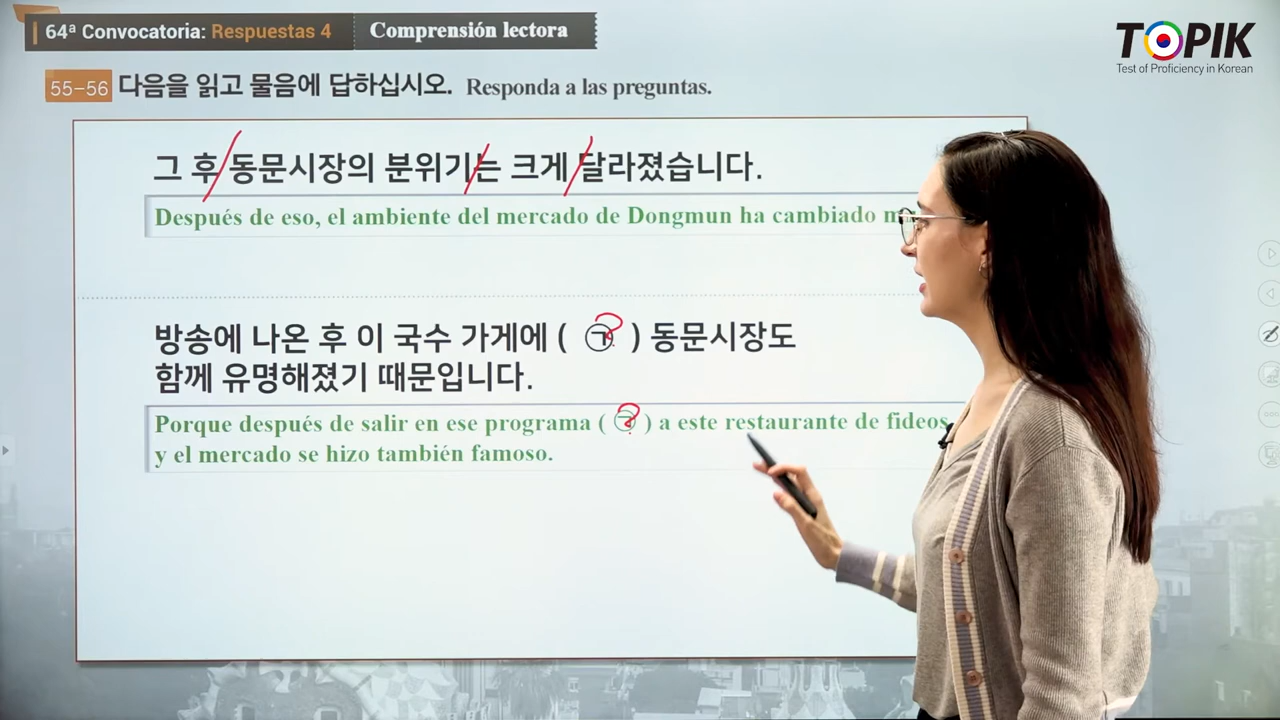 64ª Convocatoria: Respuestas 4 Comprensión lectora
TOPIK
Test of Proficiency in Korean
55-56 다음을 읽고 물음에 답하십시오. Responda a las preguntas.
그 후 동문시장의 분위기는 크게 달라졌습니다.
Después de eso, el ambiente del mercado de Dongmun ha cambiado
방송에 나온 후 이 국수 가게에 ( ㉠ ) 동문시장도
함께 유명해졌기 때문입니다.
Porque después de salir en ese programa ( ㉠ ) a este restaurante de fideos,
y el mercado se hizo también famoso.